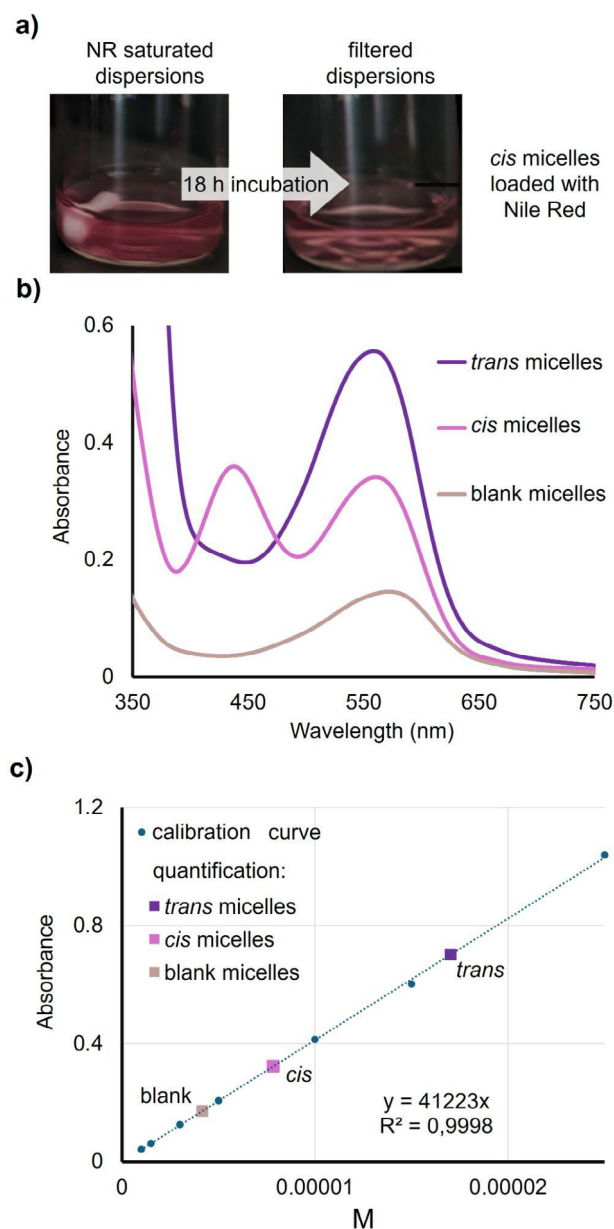 a)
NR saturated
dispersions
filtered
dispersions
18 h incubation
cis micelles
loaded with
Nile Red
b)
0.6
0.4
0.2
0
Absorbance
trans micelles
cis micelles
blank micelles
350
450
550
650
750
Wavelength (nm)
c)
1.2
0.8
0.4
0
Absorbance
calibration curve
quantification:
trans micelles
cis micelles
blank micelles
trans
cis
blank
y = 41223x
R² = 0,9998
0
0.00001
0.00002
M